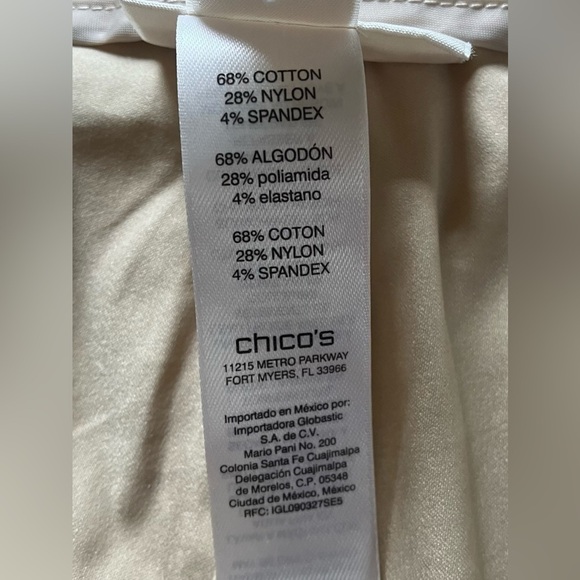 68% COTTON
28% NYLON
4% SPANDEX
68% ALGODÓN
28% poliamida
4% elastano
68% COTON
28% NYLON
4% SPANDEX
chico's
11215 METRO PARKWAY
FORT MYERS, FL 33966
Importado en México por:
Importadora Globastic
S.A. de C.V.
Mario Pani No. 200
Colonia Santa Fe Cuajimalpa
Delegación Cuajimalpa
de Morelos, C.P. 05348
Ciudad de México, México
RFC: IGL090327SE5